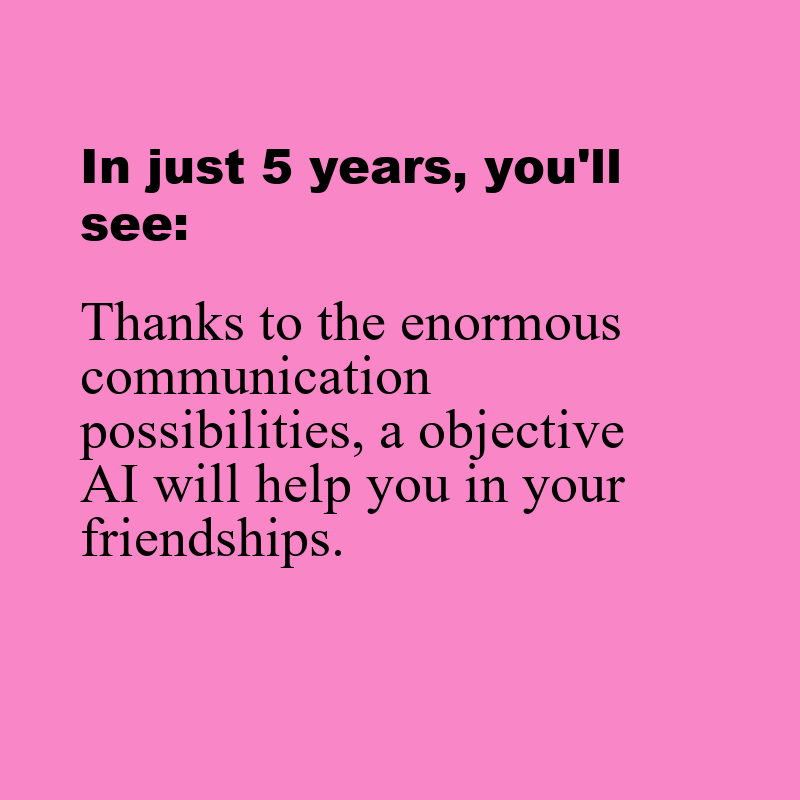 In just 5 years, you'll
see:
Thanks to the enormous
communication
possibilities, a objective
AI will help you in your
friendships.